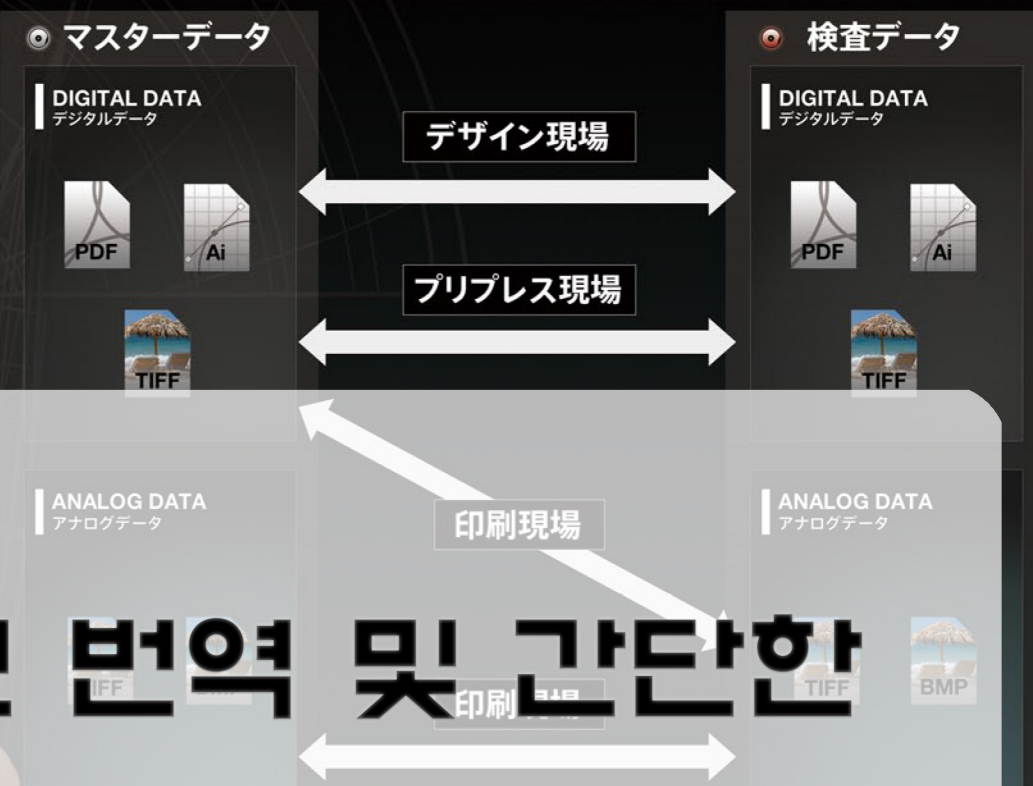 マスターデータ
DIGITAL DATA
デジタルデータ
PDF
Ai
TIFF
ANALOG DATA
アナログデータ
デザイン現場
プリプレス現場
印刷現場
印刷現場
検査データ
DIGITAL DATA
デジタルデータ
PDF
Ai
TIFF
ANALOG DATA
アナログデータ
TIFF
BMP
번역 및 간단한